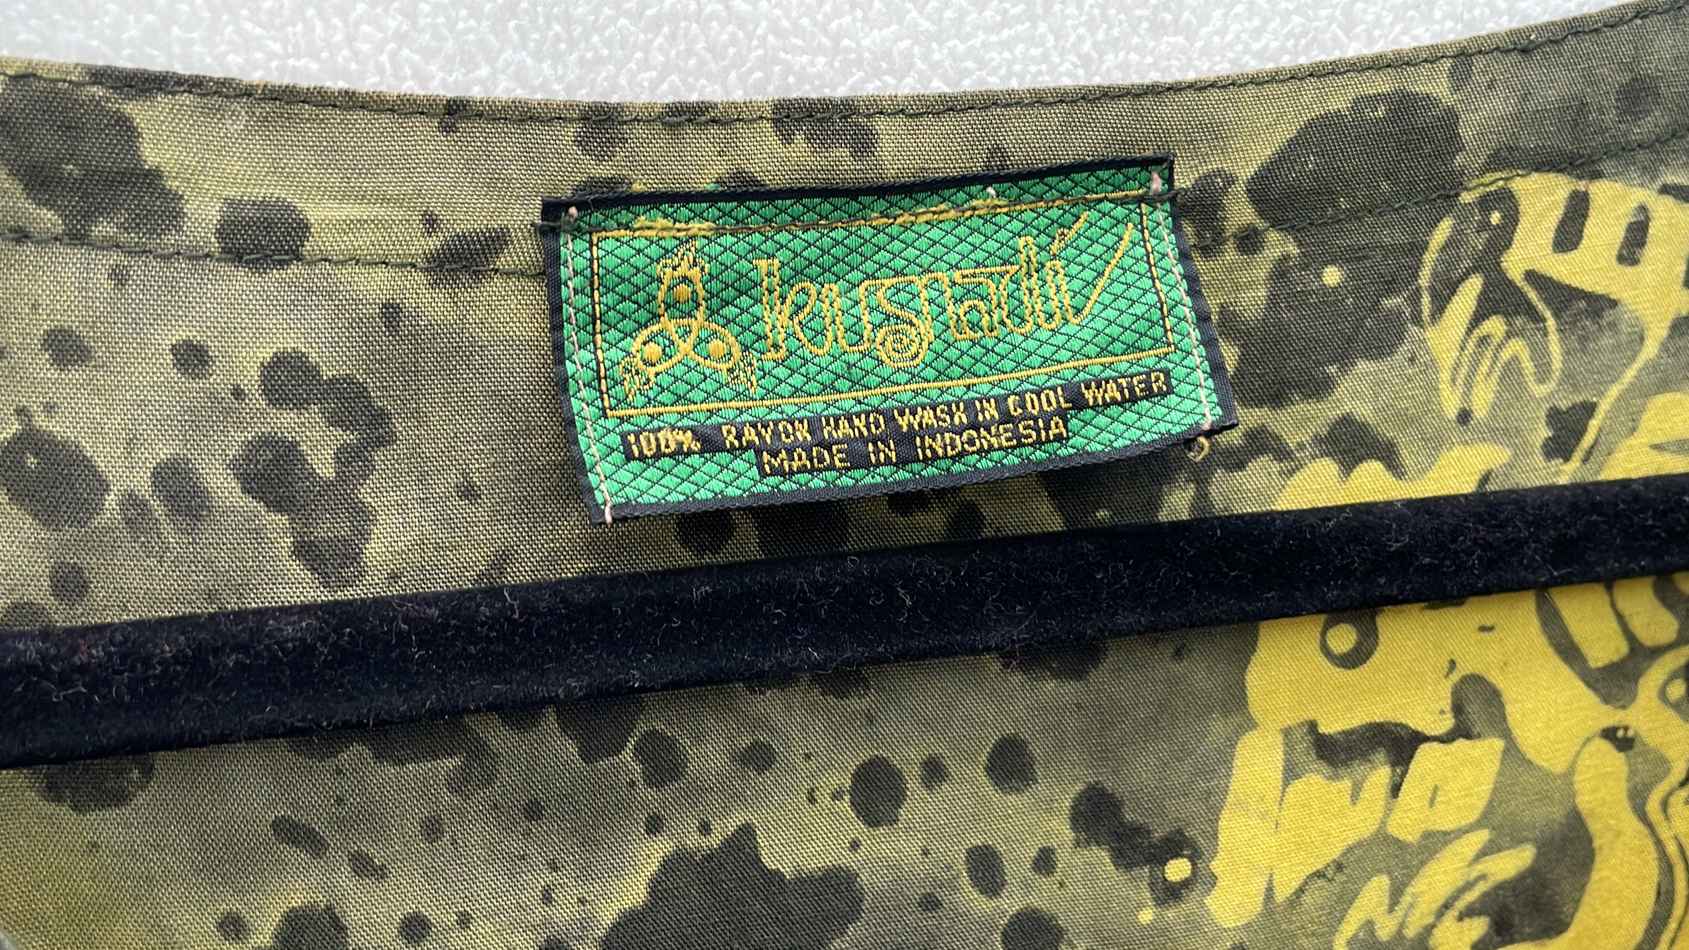 kusnadi
100% RAYON HAND WASH IN COOL WATER
MADE IN INDONESIA